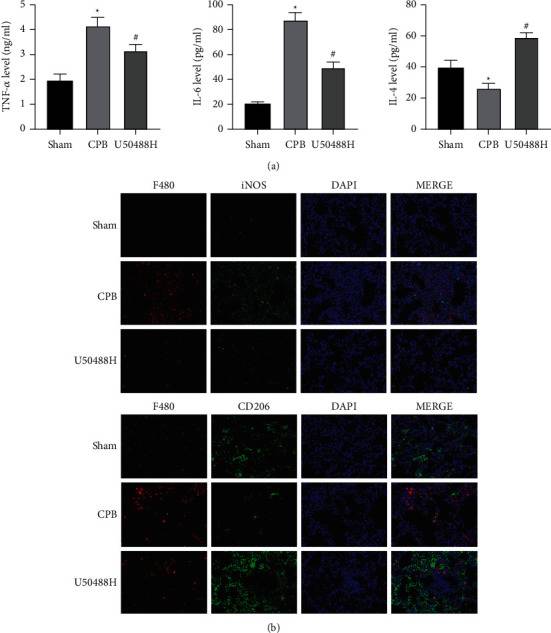 TNF-α level (ng/ml)
5
4
3
2
1
0
*
#
Sham CPB U50488H
IL-6 level (pg/ml)
100
80
60
40
20
0
*
#
Sham CPB U50488H
IL-4 level (pg/ml)
80
60
40
20
0
*
#
Sham CPB U50488H
(a)
F480 iNOS DAPI MERGE
Sham
CPB
U50488H
F480 CD206 DAPI MERGE
Sham
CPB
U50488H
(b)